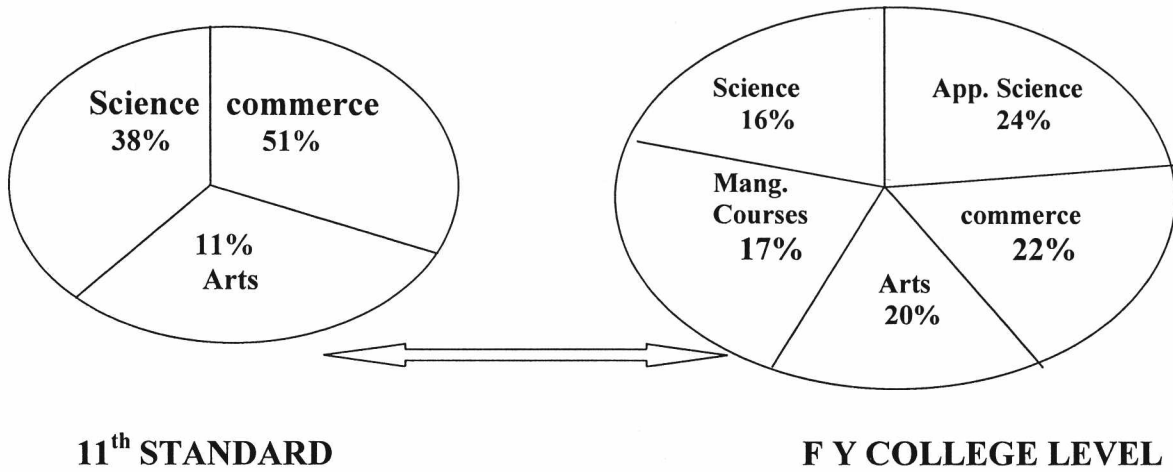 Science
38%
commerce
51%
11%
Arts
11th STANDARD
Science
16%
App. Science
24%
Mang.
Courses
17%
commerce
22%
Arts
20%
F Y COLLEGE LEVEL